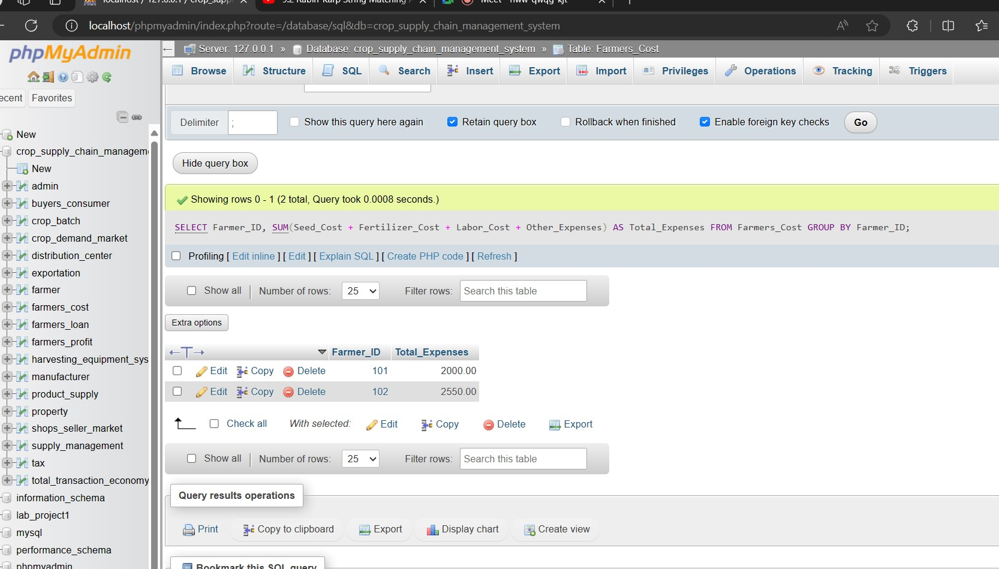 localhost/phpmyadmin/index.php?route=/database/sql&db=crop_supply_chain_management_system
phpMyAdmin
Server: 127.0.0.1 » Database: crop_supply_chain_management_system » Table: Farmers_Cost
Browse Structure SQL Search Insert Export Import Privileges Operations Tracking Triggers
ecent Favorites
Delimiter ; Show this query here again Retain query box Rollback when finished Enable foreign key checks Go
New
crop_supply_chain_managem
New
admin
buyers_consumer
crop_batch
crop_demand_market
distribution_center
exportation
farmer
farmers_cost
farmers_loan
farmers_profit
harvesting_equipment_sys
manufacturer
product_supply
property
shops_seller_market
supply_management
tax
total_transaction_economy
information_schema
lab_project1
mysql
performance_schema
phpmyadmin
Hide query box
Showing rows 0 - 1 (2 total, Query took 0.0008 seconds.)
SELECT Farmer_ID, SUM(Seed_Cost + Fertilizer_Cost + Labor_Cost + Other_Expenses) AS Total_Expenses FROM Farmers_Cost GROUP BY Farmer_ID;
Profiling [ Edit inline ] [ Edit ] [ Explain SQL ] [ Create PHP code ] [ Refresh ]
Show all Number of rows: 25 Filter rows: Search this table
Extra options
Farmer_ID Total_Expenses
Edit Copy Delete 101 2000.00
Edit Copy Delete 102 2550.00
Check all With selected: Edit Copy Delete Export
Show all Number of rows: 25 Filter rows: Search this table
Query results operations
Print Copy to clipboard Export Display chart Create view
Bookmark this SQL query